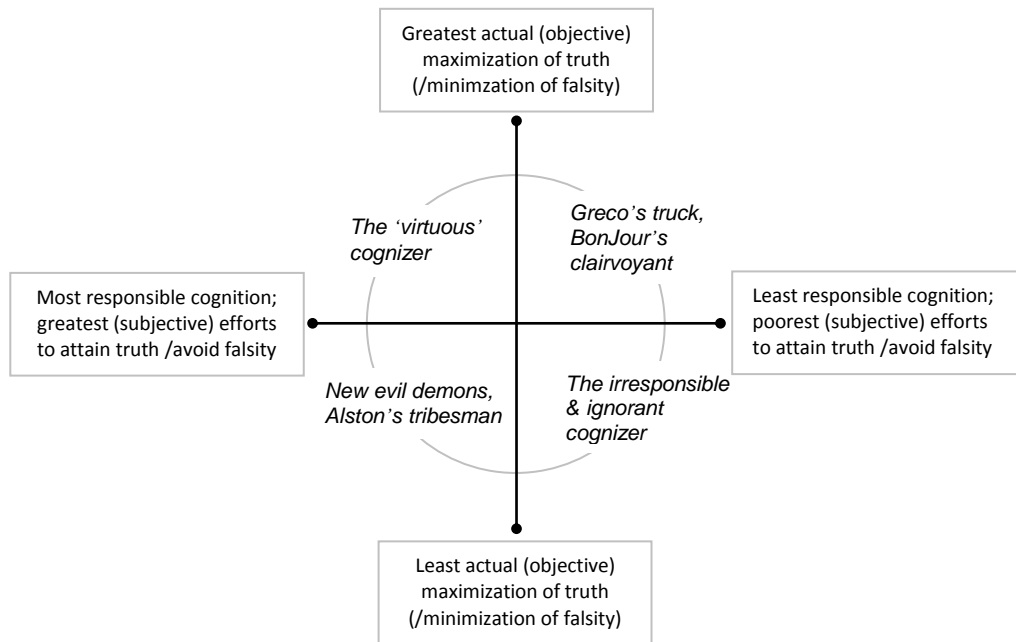 Greatest actual (objective)
maximization of truth
(/minimzation of falsity)
The ‘virtuous’
cognizer
Greco’s truck,
BonJour’s
clairvoyant
Most responsible cognition;
greatest (subjective) efforts
to attain truth /avoid falsity
Least responsible cognition;
poorest (subjective) efforts
to attain truth /avoid falsity
New evil demons,
Alston’s tribesman
The irresponsible
& ignorant
cognizer
Least actual (objective)
maximization of truth
(/minimization of falsity)